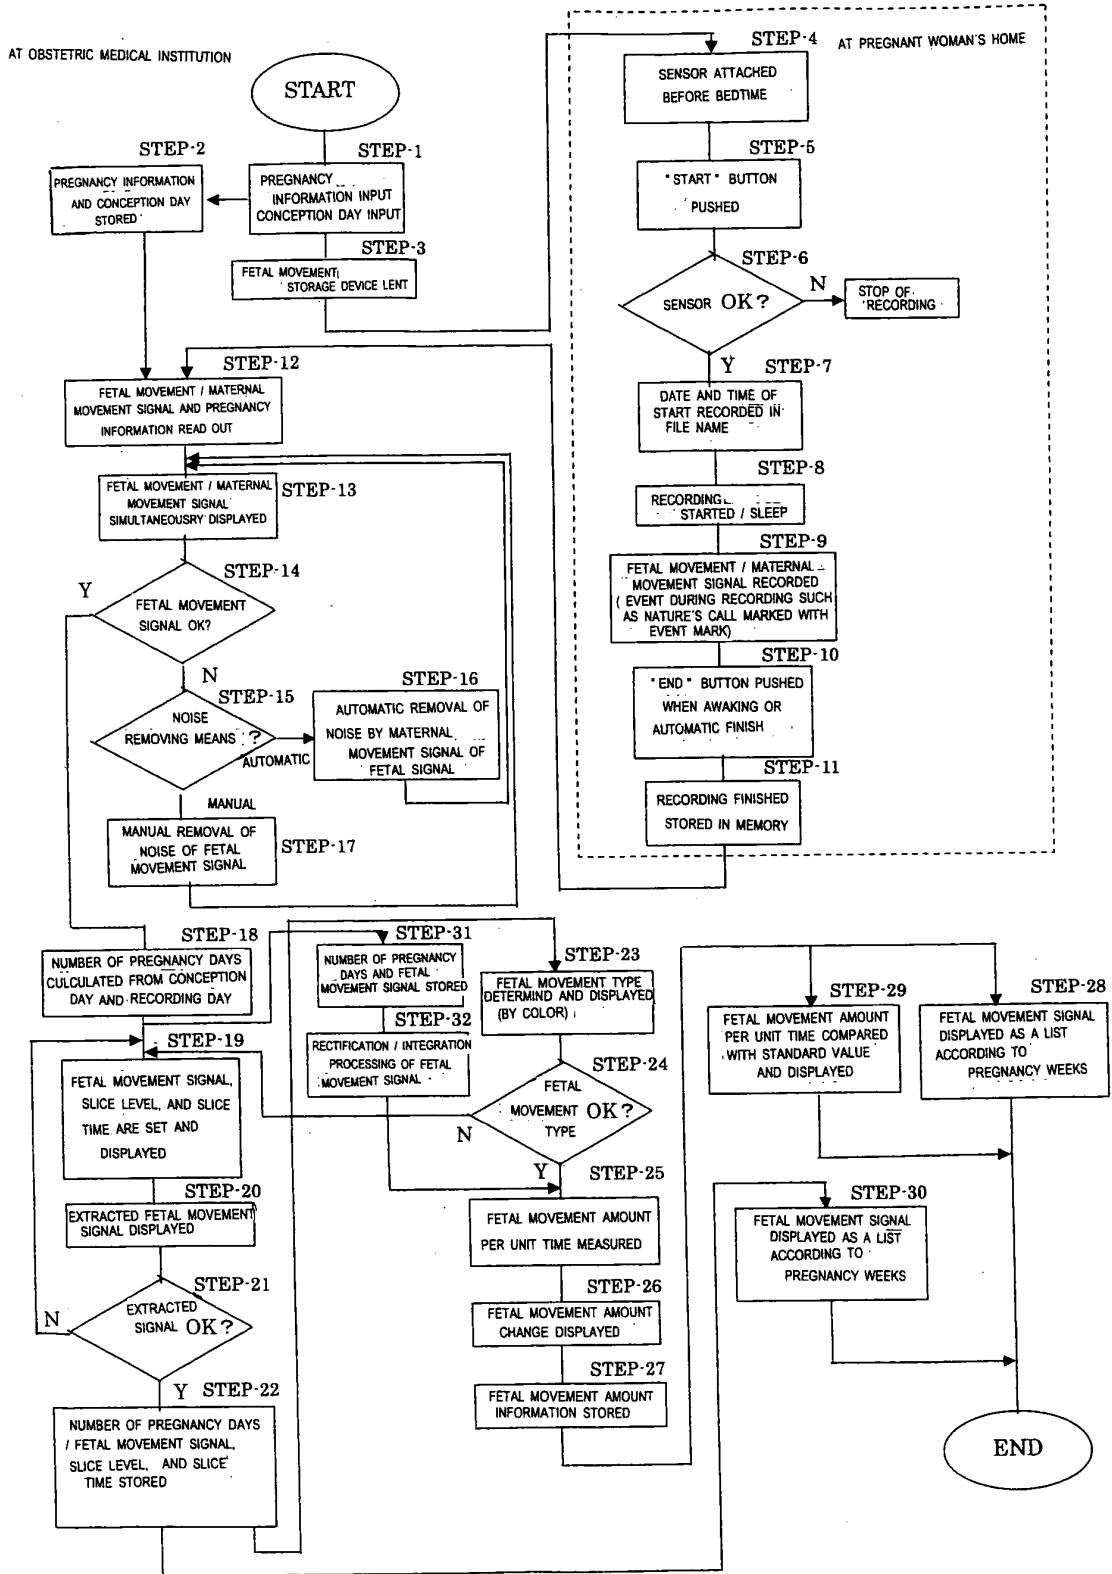 AT OBSTETRIC MEDICAL INSTITUTION
START
STEP-1
PREGNANCY
INFORMATION INPUT
CONCEPTION DAY INPUT
STEP-2
PREGNANCY INFORMATION
AND CONCEPTION DAY
STORED
STEP-3
FETAL MOVEMENT
STORAGE DEVICE LENT
AT PREGNANT WOMAN'S HOME
STEP-4
SENSOR ATTACHED
BEFORE BEDTIME
STEP-5
"START" BUTTON
PUSHED
STEP-6
SENSOR OK?
N
STOP OF
RECORDING
Y
STEP-7
DATE AND TIME OF
START RECORDED IN
FILE NAME
STEP-8
RECORDING
STARTED / SLEEP
STEP-9
FETAL MOVEMENT / MATERNAL
MOVEMENT SIGNAL RECORDED
( EVENT DURING RECORDING SUCH
AS NATURE'S CALL MARKED WITH
EVENT MARK)
STEP-10
"END" BUTTON PUSHED
WHEN AWAKING OR
AUTOMATIC FINISH
STEP-11
RECORDING FINISHED
STORED IN MEMORY
STEP-12
FETAL MOVEMENT / MATERNAL
MOVEMENT SIGNAL AND PREGNANCY
INFORMATION READ OUT
STEP-13
FETAL MOVEMENT / MATERNAL
MOVEMENT SIGNAL
SIMULTANEOUSRY DISPLAYED
STEP-14
Y
FETAL MOVEMENT
SIGNAL OK?
N
STEP-15
NOISE
REMOVING MEANS ?
AUTOMATIC
STEP-16
AUTOMATIC REMOVAL OF
NOISE BY MATERNAL
MOVEMENT SIGNAL OF
FETAL SIGNAL
MANUAL
STEP-17
MANUAL REMOVAL OF
NOISE OF FETAL
MOVEMENT SIGNAL
STEP-18
NUMBER OF PREGNANCY DAYS
CULCULATED FROM CONCEPTION
DAY AND RECORDING DAY
STEP-19
FETAL MOVEMENT SIGNAL,
SLICE LEVEL, AND SLICE
TIME ARE SET AND
DISPLAYED
STEP-20
EXTRACTED FETAL MOVEMENT
SIGNAL DISPLAYED
STEP-21
EXTRACTED
SIGNAL OK?
N
Y
STEP-22
NUMBER OF PREGNANCY DAYS
/ FETAL MOVEMENT SIGNAL,
SLICE LEVEL, AND SLICE
TIME STORED
STEP-31
NUMBER OF PREGNANCY
DAYS AND FETAL
MOVEMENT SIGNAL STORED
STEP-32
RECTIFICATION / INTEGRATION
PROCESSING OF FETAL
MOVEMENT SIGNAL
STEP-23
FETAL MOVEMENT TYPE
DETERMIND AND DISPLAYED
(BY COLOR)
STEP-24
FETAL
MOVEMENT OK?
TYPE
N
Y
STEP-25
FETAL MOVEMENT AMOUNT
PER UNIT TIME MEASURED
STEP-26
FETAL MOVEMENT AMOUNT
CHANGE DISPLAYED
STEP-27
FETAL MOVEMENT AMOUNT
INFORMATION STORED
STEP-29
FETAL MOVEMENT AMOUNT
PER UNIT TIME COMPARED
WITH STANDARD VALUE
AND DISPLAYED
STEP-28
FETAL MOVEMENT SIGNAL
DISPLAYED AS A LIST
ACCORDING TO
PREGNANCY WEEKS
STEP-30
FETAL MOVEMENT SIGNAL
DISPLAYED AS A LIST
ACCORDING TO
PREGNANCY WEEKS
END